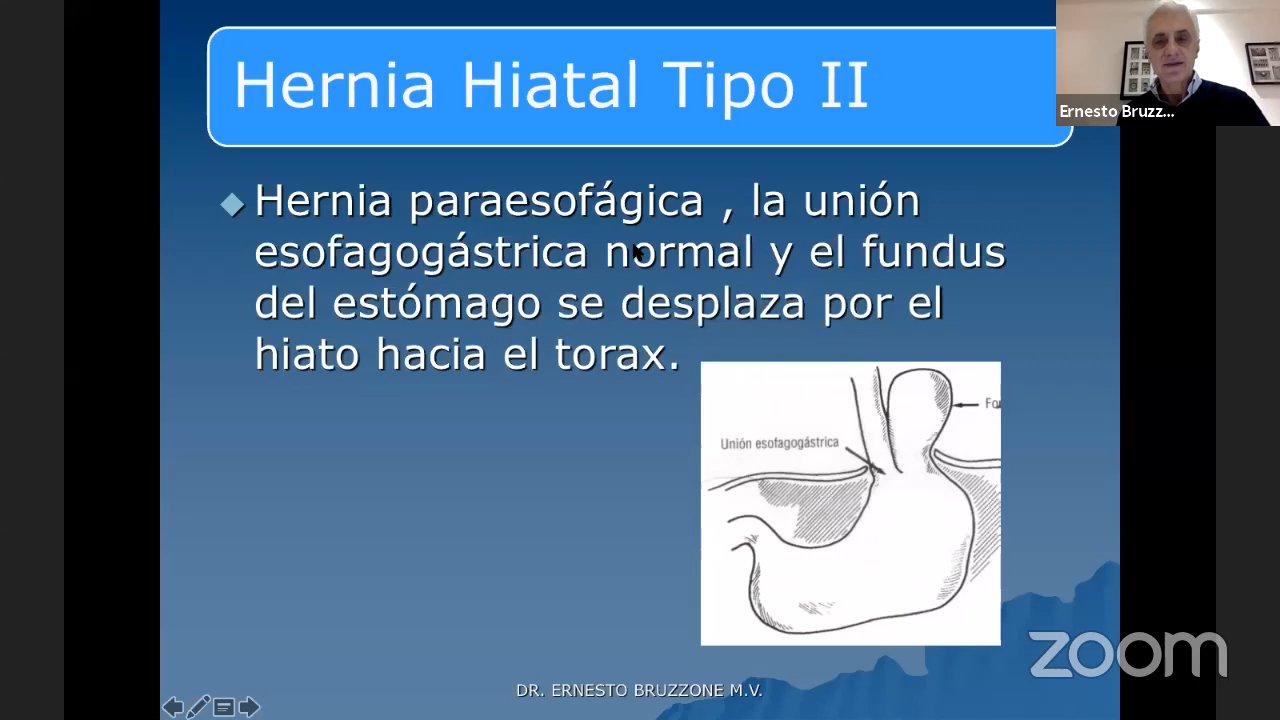 Hernia Hiatal Tipo II
Ernesto Bruzz...
Hernia paraesofágica , la unión
esofagogástrica normal y el fundus
del estómago se desplaza por el
hiato hacia el torax.
Unión esofagogástrica
zoom
DR. ERNESTO BRUZZONE M.V.